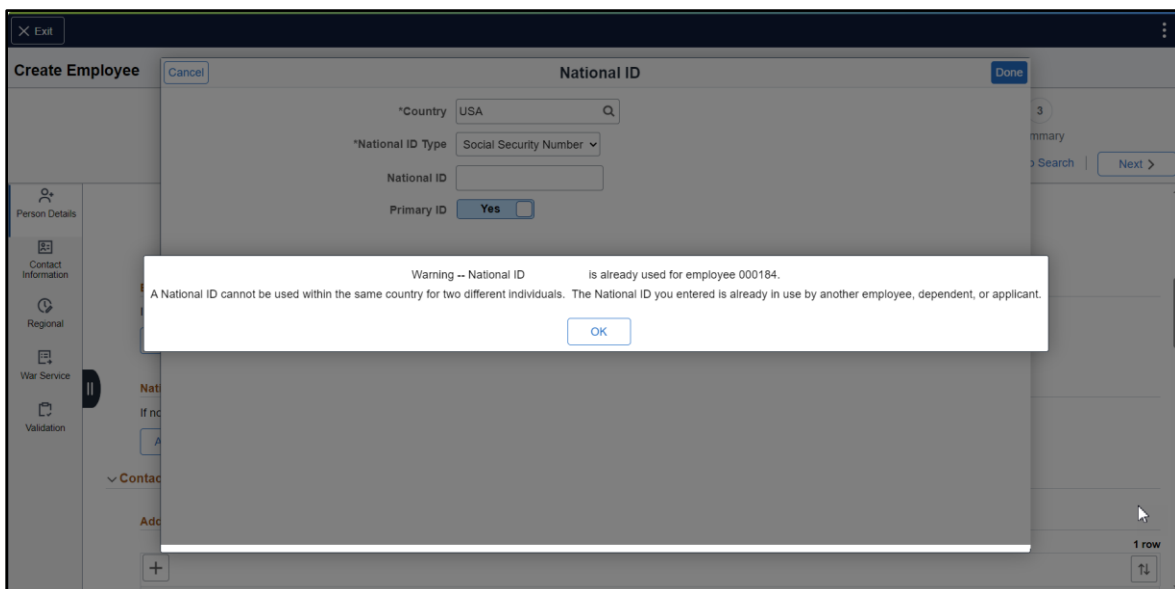 Exit
Create Employee
Cancel
National ID
Done
*Country
USA
*National ID Type
Social Security Number
National ID
Primary ID
Yes
3
mmary
Search
Next
Person Details
Contact
Information
Regional
War Service
Validation
Warning -- National ID is already used for employee 000184.
A National ID cannot be used within the same country for two different individuals. The National ID you entered is already in use by another employee, dependent, or applicant.
OK
Nati
If no
A
Contac
Add
1 row